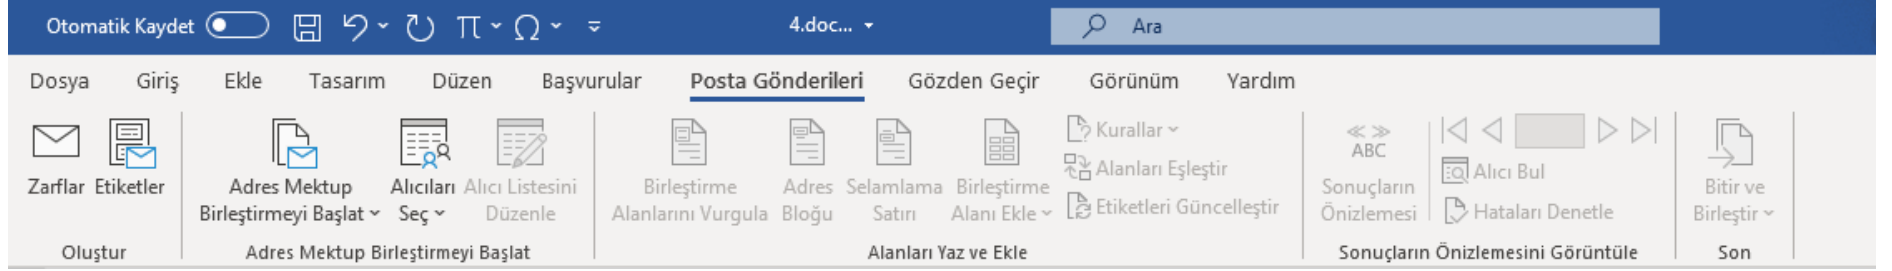 Otomatik Kaydet 4.doc... Ara
Dosya Giriş Ekle Tasarım Düzen Başvurular Posta Gönderileri Gözden Geçir Görünüm Yardım
Zarflar
Etiketler
Oluştur
Adres Mektup
Birleştirmeyi Başlat
Alıcıları
Seç
Alıcı Listesini
Düzenle
Adres Mektup Birleştirmeyi Başlat
Birleştirme
Alanlarını Vurgula
Adres
Bloğu
Selamlama
Satırı
Birleştirme
Alanı Ekle
Kurallar
Alanları Eşleştir
Etiketleri Güncelleştir
Alanları Yaz ve Ekle
ABC
Sonuçların
Önizlemesi
Alıcı Bul
Hataları Denetle
Sonuçların Önizlemesini Görüntüle
Bitir ve
Birleştir
Son